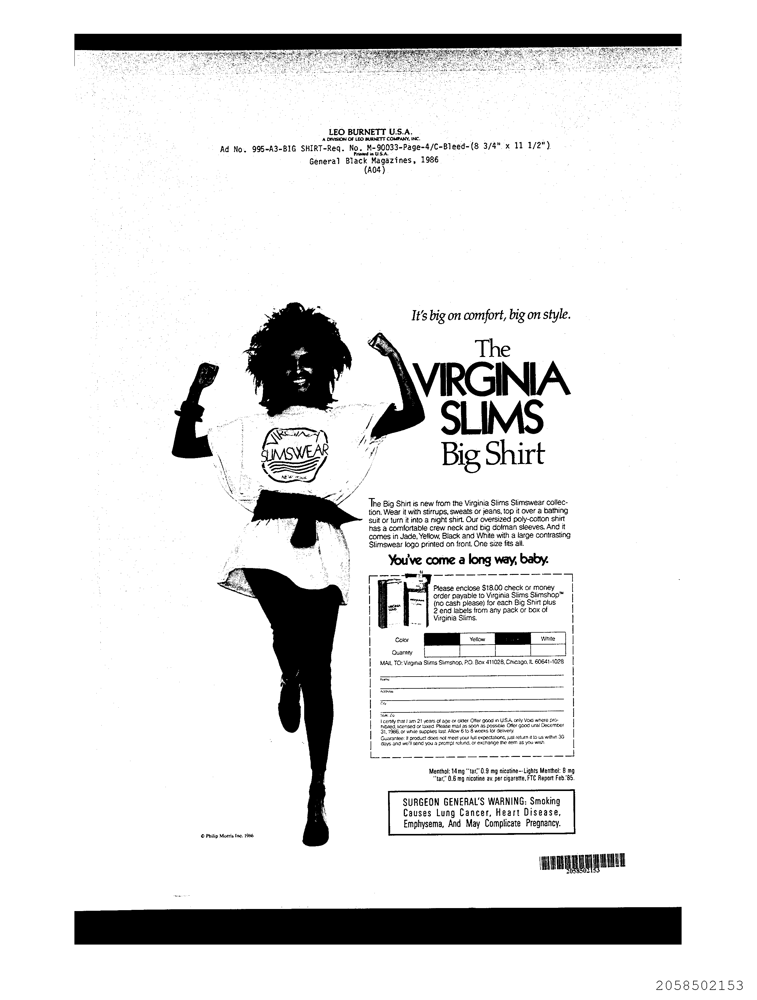 LEO BURNETT U.S.A.
A DIVISION OF LEO BURNETT COMPANY, INC.
Ad No. 995-A3-BIG SHIRT-Req. No. M-90033-Page-4/C-Bleed-(8 3/4" x 11 1/2")
Printed in U.S.A.
General Black Magazines, 1986
(A04)
It's big on comfort, big on style.
The
VIRGINIA
SLIMS
Big Shirt
SLIMSWEAR
NEW YORK
The Big Shirt is new from the Virginia Slims Slimswear collec-
tion. Wear it with stirrups, sweats or jeans, top it over a bathing
suit or turn it into a night shirt. Our oversized poly-cotton shirt
has a comfortable crew neck and big dolman sleeves. And it
comes in Jade, Yellow, Black and White with a large contrasting
Slimswear logo printed on front. One size fits all.
You've come a long way, baby.
Please enclose $18.00 check or money
order payable to Virginia Slims Slimshop™
(no cash please) for each Big Shirt plus
2 end labels from any pack or box of
Virginia Slims.
Color Yellow White
Quantity
MAIL TO: Virginia Slims Slimshop, P.O. Box 411028, Chicago, IL 60641-1028
Name
Address
City
State Zip
I certify that I am 21 years of age or older. Offer good in U.S.A. only. Void where pro-
hibited, licensed or taxed. Please mail as soon as possible. Offer good until December
31, 1986, or while supplies last. Allow 6 to 8 weeks for delivery.
Guarantee: If product does not meet your full expectations, just return it to us within 30
days and we'll send you a prompt refund, or exchange the item as you wish.
Menthol: 14 mg "tar," 0.9 mg nicotine—Lights Menthol: 8 mg
"tar," 0.6 mg nicotine av. per cigarette, FTC Report Feb.'85.
SURGEON GENERAL'S WARNING: Smoking
Causes Lung Cancer, Heart Disease,
Emphysema, And May Complicate Pregnancy.
© Philip Morris Inc. 1986
2058502153
2058502153